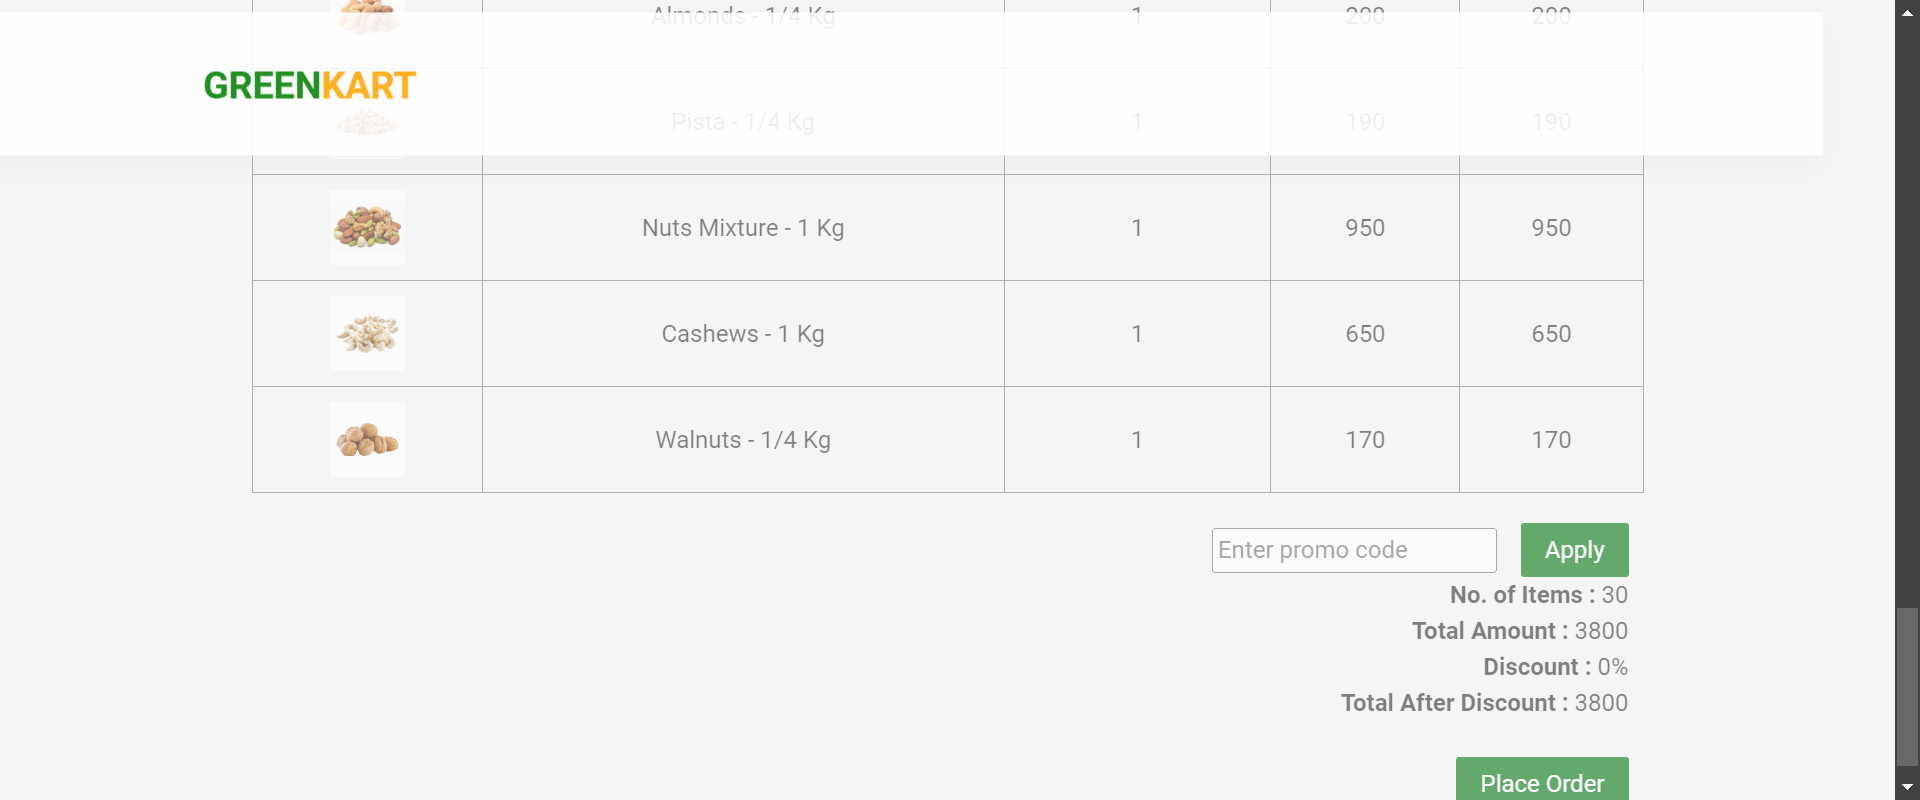 Almonds - 1/4 Kg 1 200 200
GREENKART
Pista - 1/4 Kg 1 190 190
Nuts Mixture - 1 Kg 1 950 950
Cashews - 1 Kg 1 650 650
Walnuts - 1/4 Kg 1 170 170
Enter promo code Apply
No. of Items : 30
Total Amount : 3800
Discount : 0%
Total After Discount : 3800
Place Order